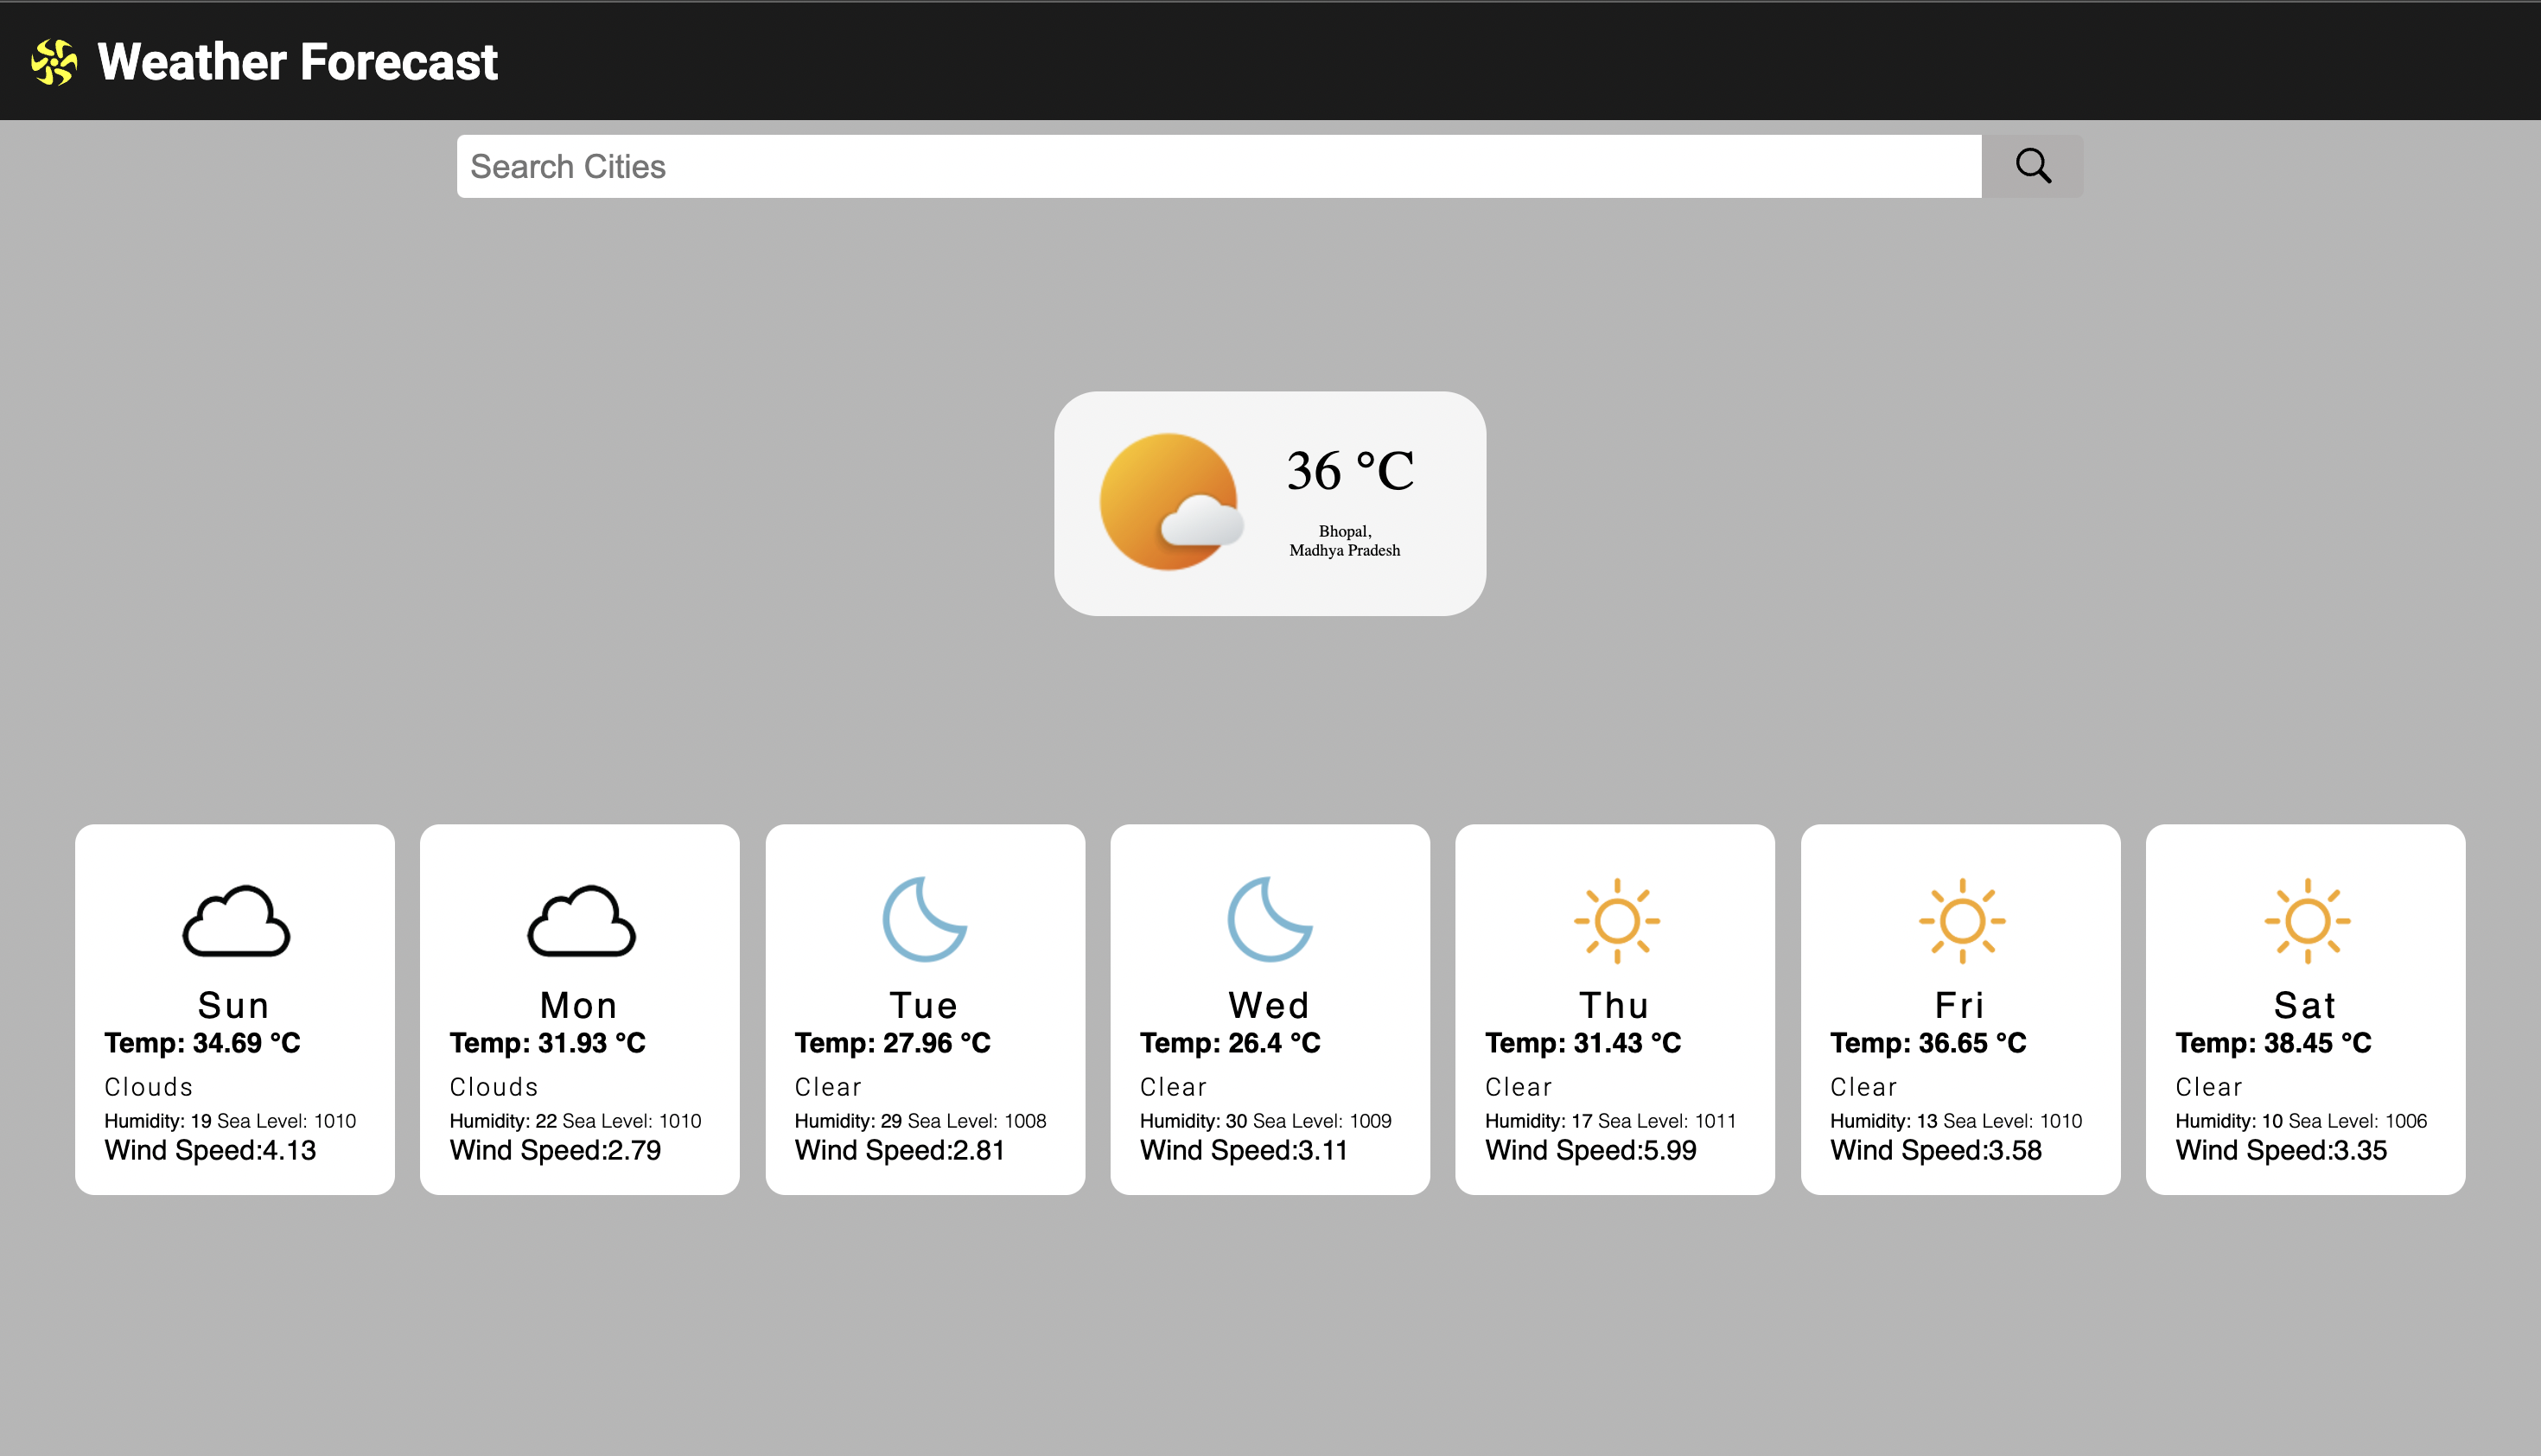 Weather Forecast
Search Cities
36 °C
Bhopal,
Madhya Pradesh
Sun
Temp: 34.69 °C
Clouds
Humidity: 19 Sea Level: 1010
Wind Speed:4.13
Mon
Temp: 31.93 °C
Clouds
Humidity: 22 Sea Level: 1010
Wind Speed:2.79
Tue
Temp: 27.96 °C
Clear
Humidity: 29 Sea Level: 1008
Wind Speed:2.81
Wed
Temp: 26.4 °C
Clear
Humidity: 30 Sea Level: 1009
Wind Speed:3.11
Thu
Temp: 31.43 °C
Clear
Humidity: 17 Sea Level: 1011
Wind Speed:5.99
Fri
Temp: 36.65 °C
Clear
Humidity: 13 Sea Level: 1010
Wind Speed:3.58
Sat
Temp: 38.45 °C
Clear
Humidity: 10 Sea Level: 1006
Wind Speed:3.35